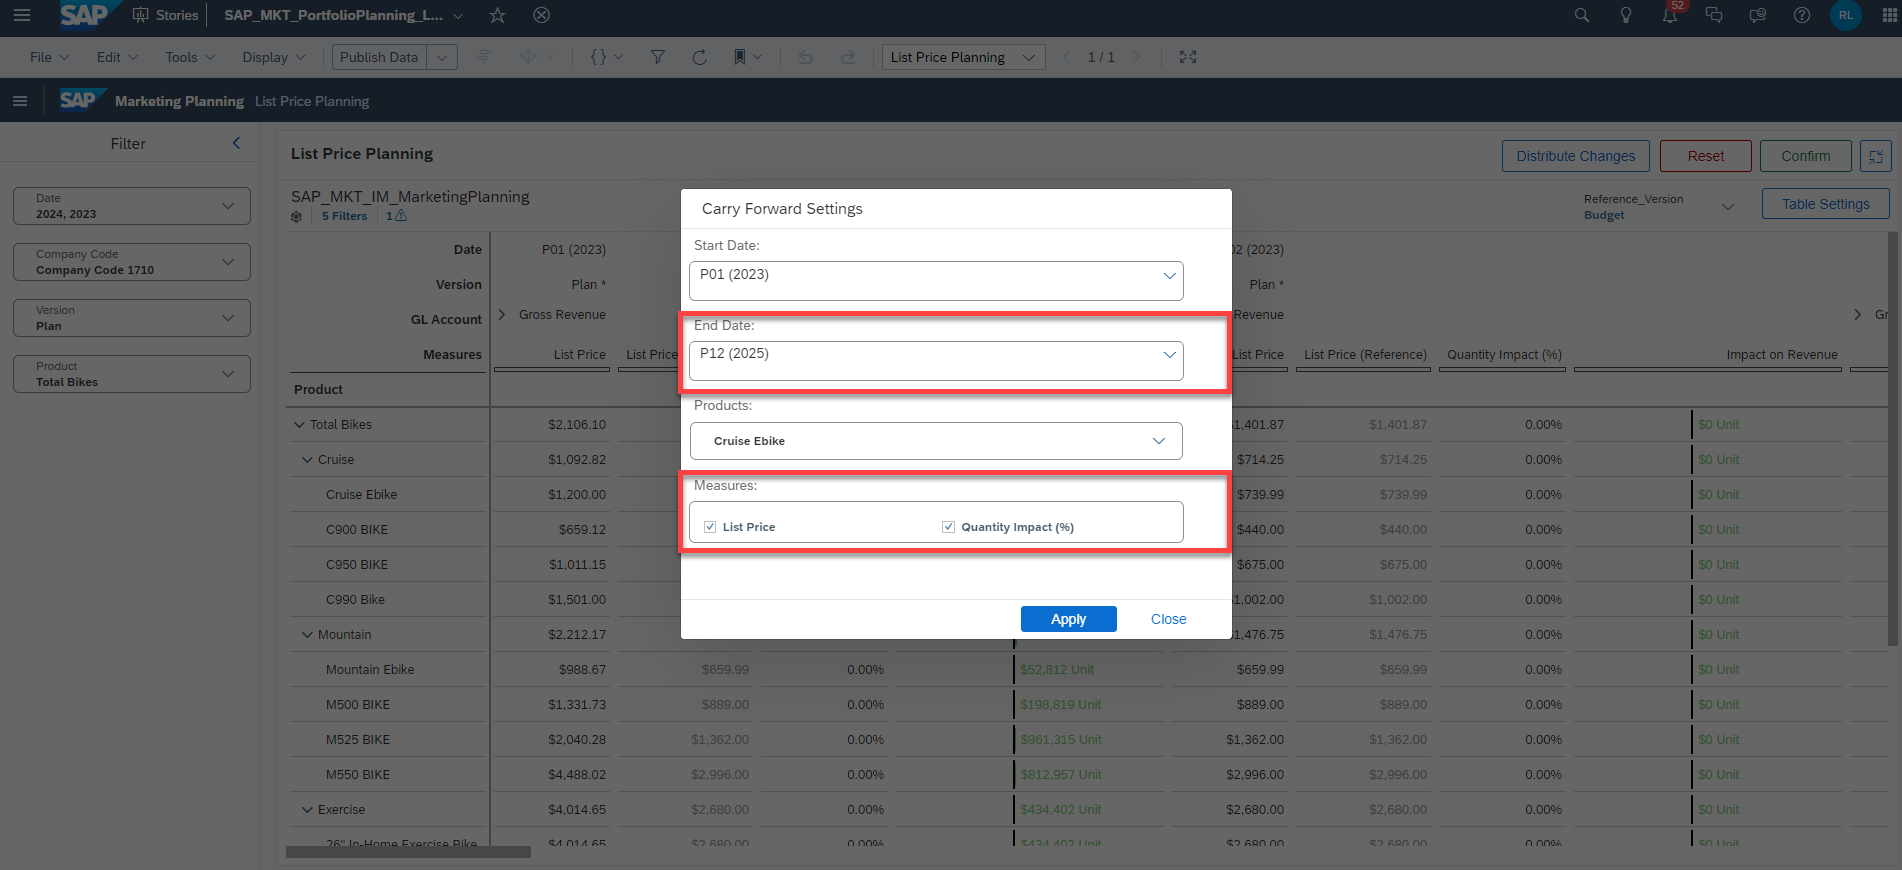 SAP Stories SAP_MKT_PortfolioPlanning_L... 52 RL
File Edit Tools Display Publish Data {} List Price Planning 1 / 1
SAP Marketing Planning List Price Planning
Filter
Date
2024, 2023
Company Code
Company Code 1710
Version
Plan
Product
Total Bikes
List Price Planning
Distribute Changes Reset Confirm
SAP_MKT_IM_MarketingPlanning
5 Filters 1
Reference_Version
Budget
Table Settings
Date P01 (2023) 02 (2023)
Version Plan * Plan *
GL Account Gross Revenue Revenue Gr
Measures List Price List Price List Price List Price (Reference) Quantity Impact (%) Impact on Revenue
Product
Total Bikes $2,106.10 1,401.87 $1,401.87 0.00% $0 Unit
Cruise $1,092.82 $714.25 $714.25 0.00% $0 Unit
Cruise Ebike $1,200.00 $739.99 $739.99 0.00% $0 Unit
C900 BIKE $659.12 $440.00 $440.00 0.00% $0 Unit
C950 BIKE $1,011.15 $675.00 $675.00 0.00% $0 Unit
C990 Bike $1,501.00 1,002.00 $1,002.00 0.00% $0 Unit
Mountain $2,212.17 1,476.75 $1,476.75 0.00% $0 Unit
Mountain Ebike $988.67 $659.99 0.00% $52,812 Unit $659.99 $659.99 0.00% $0 Unit
M500 BIKE $1,331.73 $889.00 0.00% $198,819 Unit $889.00 $889.00 0.00% $0 Unit
M525 BIKE $2,040.28 $1,362.00 0.00% $961,315 Unit $1,362.00 $1,362.00 0.00% $0 Unit
M550 BIKE $4,488.02 $2,996.00 0.00% $812,957 Unit $2,996.00 $2,996.00 0.00% $0 Unit
Exercise $4,014.65 $2,680.00 0.00% $434,402 Unit $2,680.00 $2,680.00 0.00% $0 Unit
26" In-Home Exercise Bike $4,014.65 $2,680.00 0.00% $434,402 Unit $2,680.00 $2,680.00 0.00% $0 Unit
Carry Forward Settings
Start Date:
P01 (2023)
End Date:
P12 (2025)
Products:
Cruise Ebike
Measures:
List Price Quantity Impact (%)
Apply Close